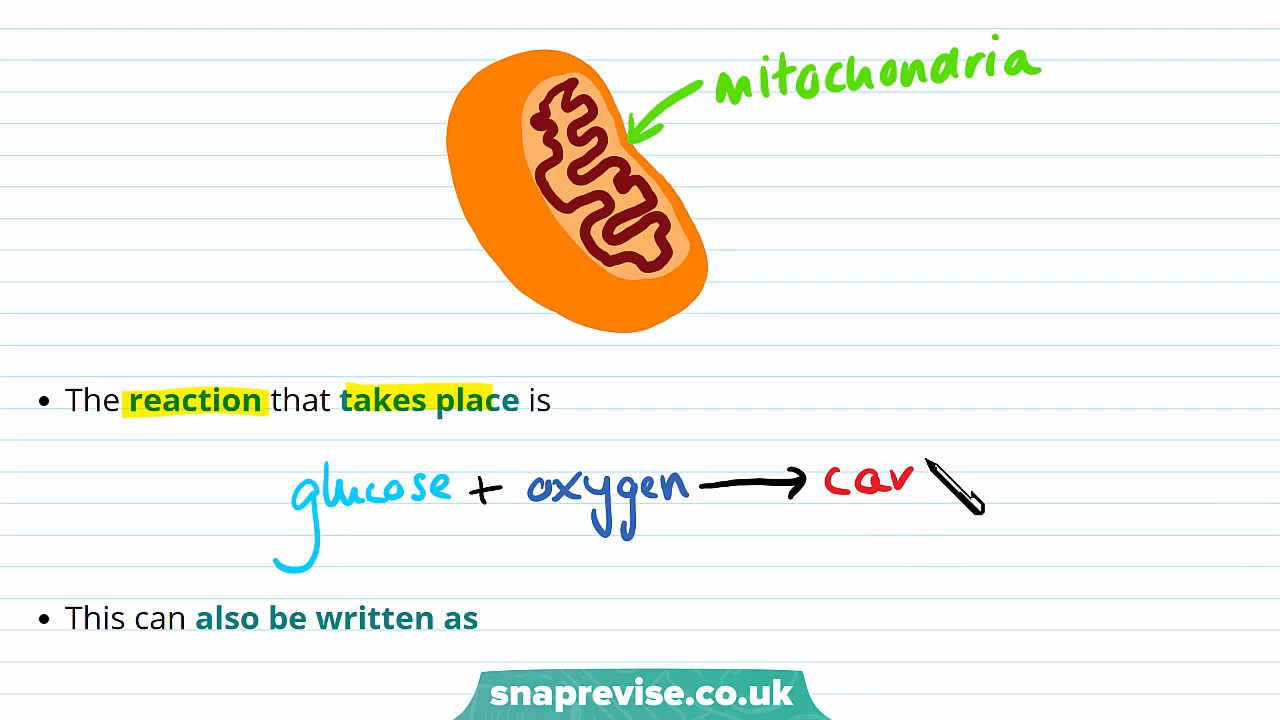 mitochondria
• The reaction that takes place is
glucose + oxygen → car
• This can also be written as
snaprevise.co.uk